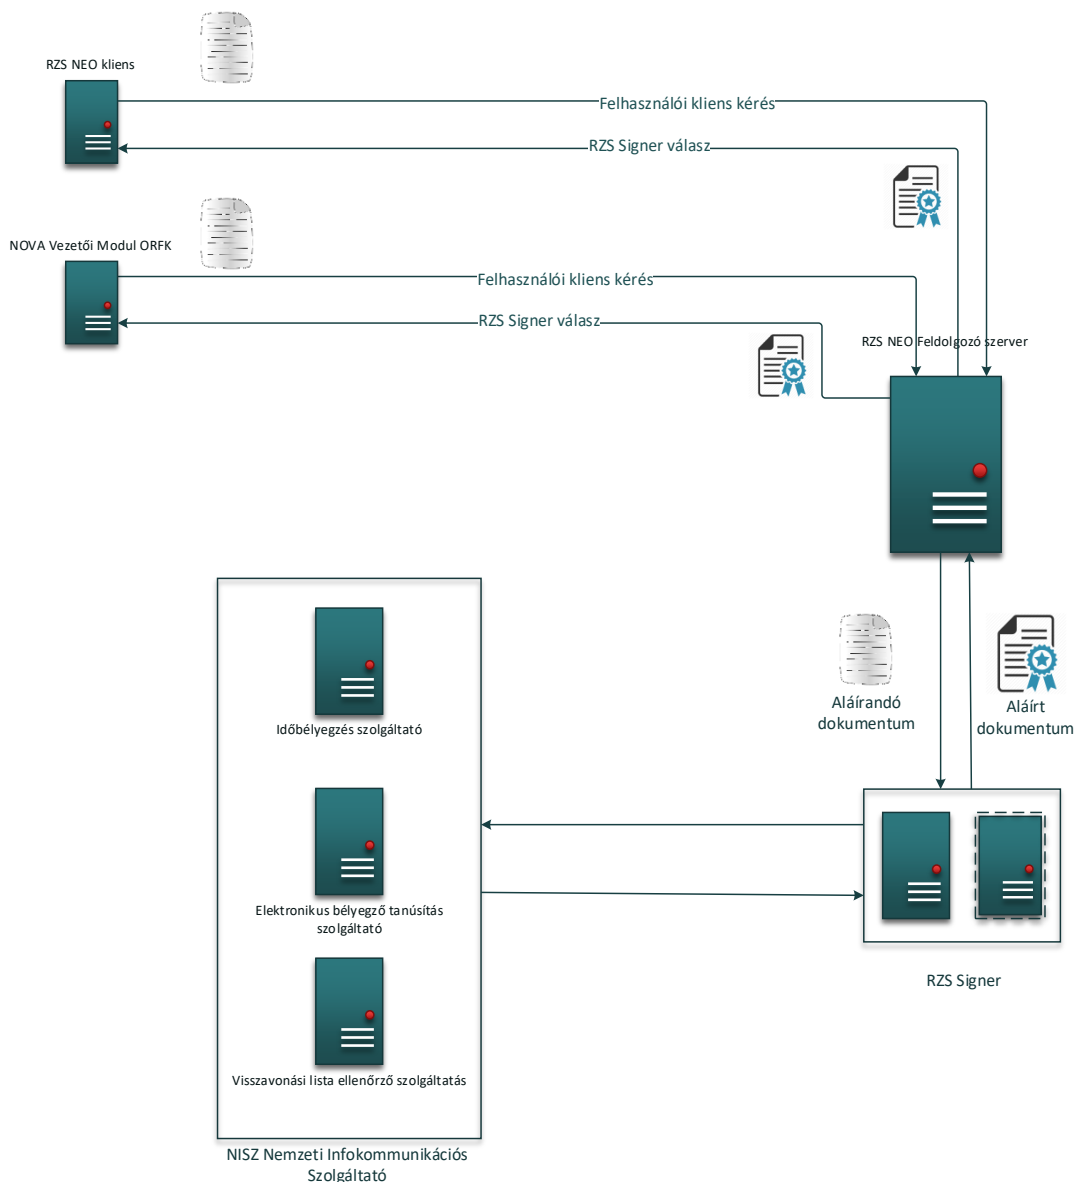 RZS NEO kliens
Felhasználói kliens kérés
RZS Signer válasz
NOVA Vezetői Modul ORFK
Felhasználói kliens kérés
RZS Signer válasz
RZS NEO Feldolgozó szerver
Aláírandó
dokumentum
Aláírt
dokumentum
Időbélyegzés szolgáltató
Elektronikus bélyegző tanúsítás
szolgáltató
RZS Signer
Visszavonási lista ellenőrző szolgáltatás
NISZ Nemzeti Infokommunikációs
Szolgáltató